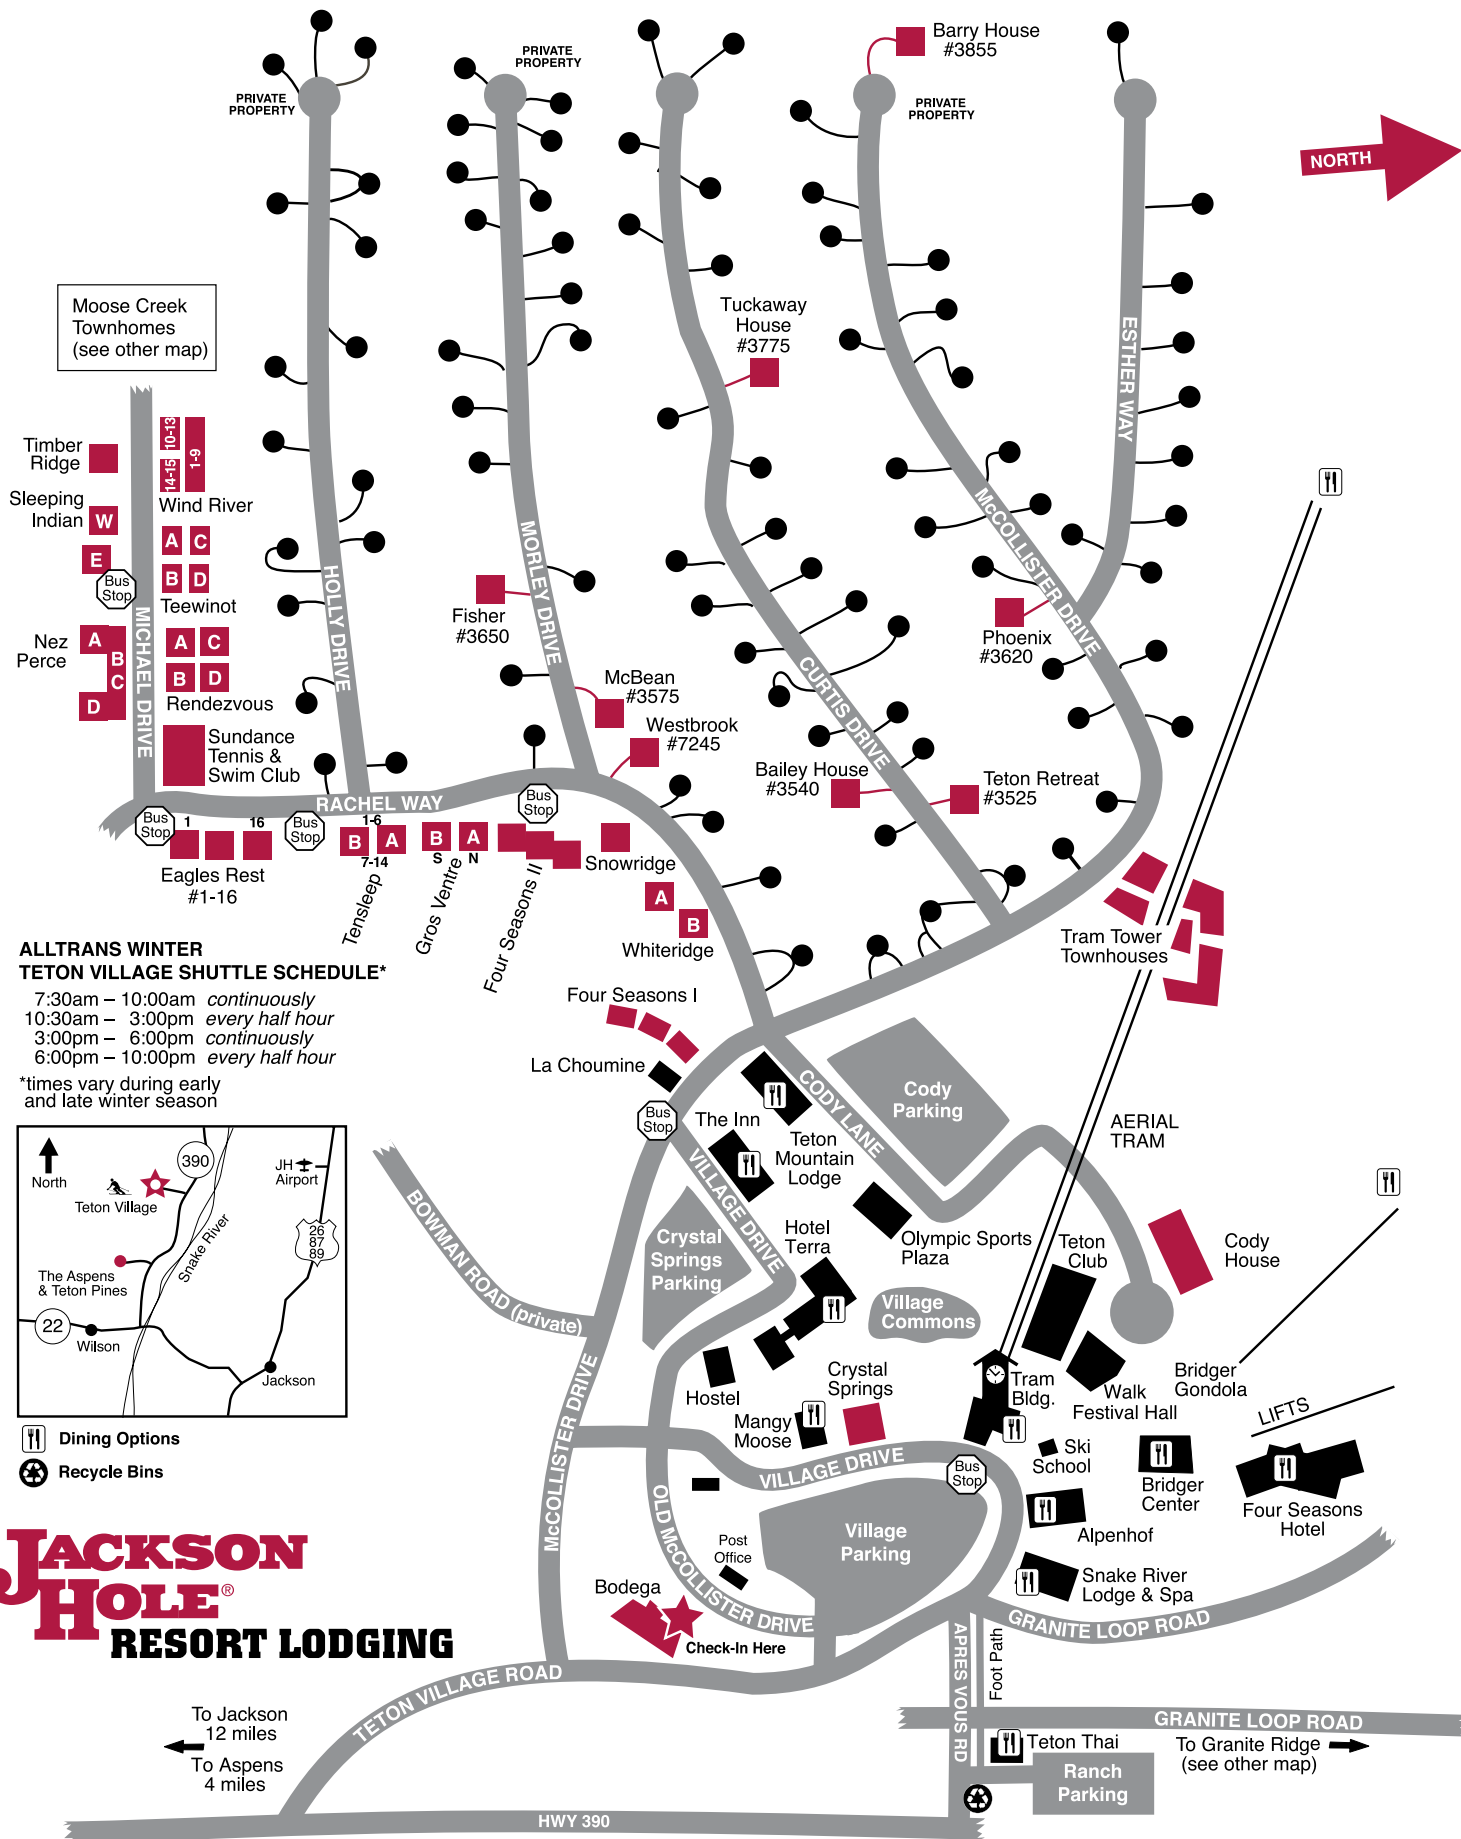 Barry House
#3855
PRIVATE
PROPERTY
PRIVATE
PROPERTY
PRIVATE
PROPERTY
NORTH
Moose Creek
Townhomes
(see other map)
Tuckaway
House
#3775
ESTHER WAY
Timber
Ridge
10-13
14-15
1-9
Wind River
Sleeping
Indian
W
E
Bus
Stop
A
C
B
D
Teewinot
MICHAEL DRIVE
HOLLY DRIVE
MORLEY DRIVE
CURTIS DRIVE
McCOLLISTER DRIVE
Fisher
#3650
Phoenix
#3620
Nez
Perce
A
B
C
D
A
C
B
D
Rendezvous
McBean
#3575
Westbrook
#7245
Sundance
Tennis &
Swim Club
Bailey House
#3540
Teton Retreat
#3525
RACHEL WAY
Bus
Stop
Bus
Stop
Bus
Stop
1
16
Eagles Rest
#1-16
1-6
B
A
7-14
Tensleep
B
A
S
N
Gros Ventre
Four Seasons II
Snowridge
A
B
Whiteridge
Tram Tower
Townhouses
ALLTRANS WINTER
TETON VILLAGE SHUTTLE SCHEDULE*
7:30am – 10:00am continuously
10:30am – 3:00pm every half hour
3:00pm – 6:00pm continuously
6:00pm – 10:00pm every half hour
*times vary during early
and late winter season
Four Seasons I
La Choumine
Bus
Stop
The Inn
Teton
Mountain
Lodge
CODY LANE
Cody
Parking
AERIAL
TRAM
VILLAGE DRIVE
BOWMAN ROAD (private)
Crystal
Springs
Parking
Hotel
Terra
Olympic Sports
Plaza
Teton
Club
Cody
House
Village
Commons
North
390
JH
Airport
Teton Village
Snake River
26
87
89
The Aspens
& Teton Pines
22
Wilson
Jackson
Dining Options
Recycle Bins
Hostel
Mangy
Moose
Crystal
Springs
Tram
Bldg.
Walk
Festival Hall
Bridger
Gondola
LIFTS
McCOLLISTER DRIVE
VILLAGE DRIVE
Bus
Stop
Ski
School
Bridger
Center
Four Seasons
Hotel
OLD McCOLLISTER DRIVE
Post
Office
Village
Parking
Alpenhof
Snake River
Lodge & Spa
Bodega
Check-In Here
GRANITE LOOP ROAD
JACKSON
HOLE®
RESORT LODGING
TETON VILLAGE ROAD
APRES VOUS RD
Foot Path
GRANITE LOOP ROAD
To Jackson
12 miles
To Aspens
4 miles
Teton Thai
To Granite Ridge
(see other map)
Ranch
Parking
HWY 390